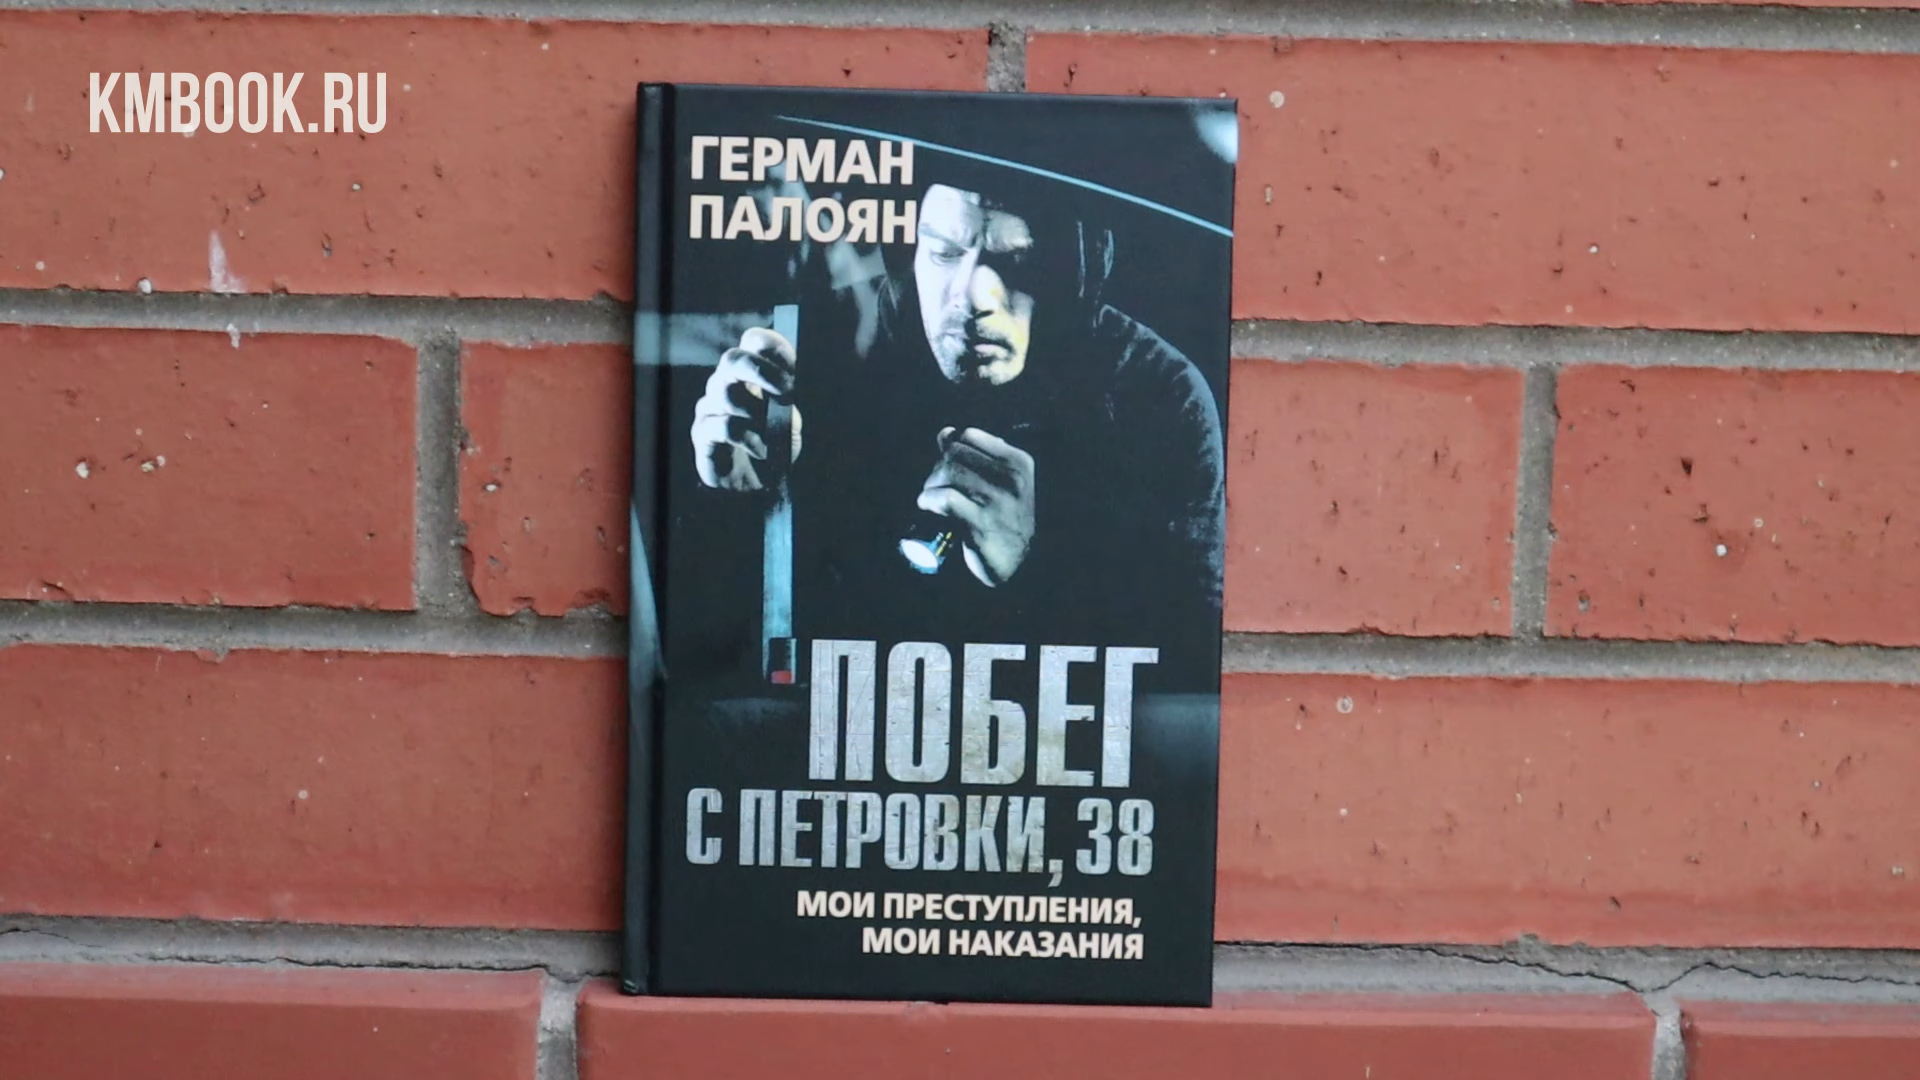 KMBOOK.RU
ГЕРМАН
ПАЛОЯН
ПОБЕГ
С ПЕТРОВКИ, 38
МОИ ПРЕСТУПЛЕНИЯ,
МОИ НАКАЗАНИЯ